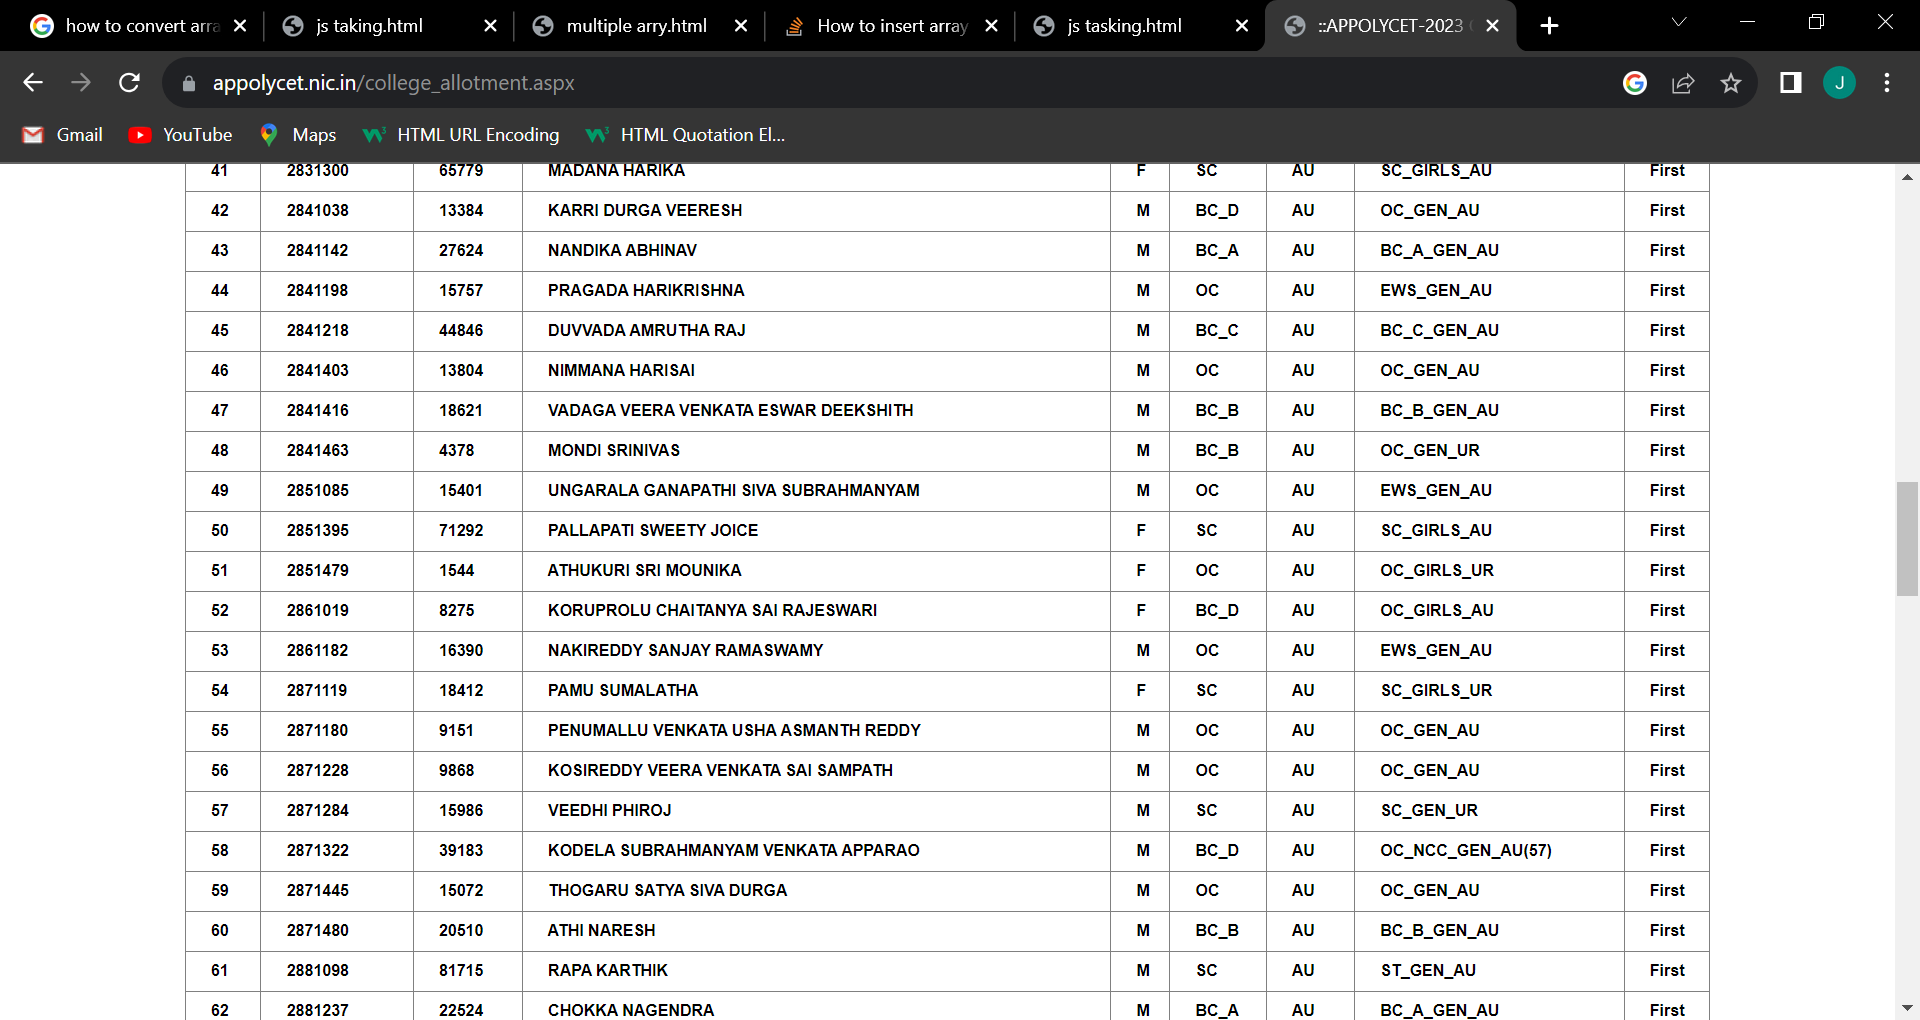 how to convert arra
js taking.html
multiple arry.html
How to insert array
js tasking.html
::APPOLYCET-2023
appolycet.nic.in/college_allotment.aspx
J
Gmail YouTube Maps HTML URL Encoding HTML Quotation El...
41 2831300 65779 MADANA HARIKA F SC AU SC_GIRLS_AU First
42 2841038 13384 KARRI DURGA VEERESH M BC_D AU OC_GEN_AU First
43 2841142 27624 NANDIKA ABHINAV M BC_A AU BC_A_GEN_AU First
44 2841198 15757 PRAGADA HARIKRISHNA M OC AU EWS_GEN_AU First
45 2841218 44846 DUVVADA AMRUTHA RAJ M BC_C AU BC_C_GEN_AU First
46 2841403 13804 NIMMANA HARISAI M OC AU OC_GEN_AU First
47 2841416 18621 VADAGA VEERA VENKATA ESWAR DEEKSHITH M BC_B AU BC_B_GEN_AU First
48 2841463 4378 MONDI SRINIVAS M BC_B AU OC_GEN_UR First
49 2851085 15401 UNGARALA GANAPATHI SIVA SUBRAHMANYAM M OC AU EWS_GEN_AU First
50 2851395 71292 PALLAPATI SWEETY JOICE F SC AU SC_GIRLS_AU First
51 2851479 1544 ATHUKURI SRI MOUNIKA F OC AU OC_GIRLS_UR First
52 2861019 8275 KORUPROLU CHAITANYA SAI RAJESWARI F BC_D AU OC_GIRLS_AU First
53 2861182 16390 NAKIREDDY SANJAY RAMASWAMY M OC AU EWS_GEN_AU First
54 2871119 18412 PAMU SUMALATHA F SC AU SC_GIRLS_UR First
55 2871180 9151 PENUMALLU VENKATA USHA ASMANTH REDDY M OC AU OC_GEN_AU First
56 2871228 9868 KOSIREDDY VEERA VENKATA SAI SAMPATH M OC AU OC_GEN_AU First
57 2871284 15986 VEEDHI PHIROJ M SC AU SC_GEN_UR First
58 2871322 39183 KODELA SUBRAHMANYAM VENKATA APPARAO M BC_D AU OC_NCC_GEN_AU(57) First
59 2871445 15072 THOGARU SATYA SIVA DURGA M OC AU OC_GEN_AU First
60 2871480 20510 ATHI NARESH M BC_B AU BC_B_GEN_AU First
61 2881098 81715 RAPA KARTHIK M SC AU ST_GEN_AU First
62 2881237 22524 CHOKKA NAGENDRA M BC_A AU BC_A_GEN_AU First